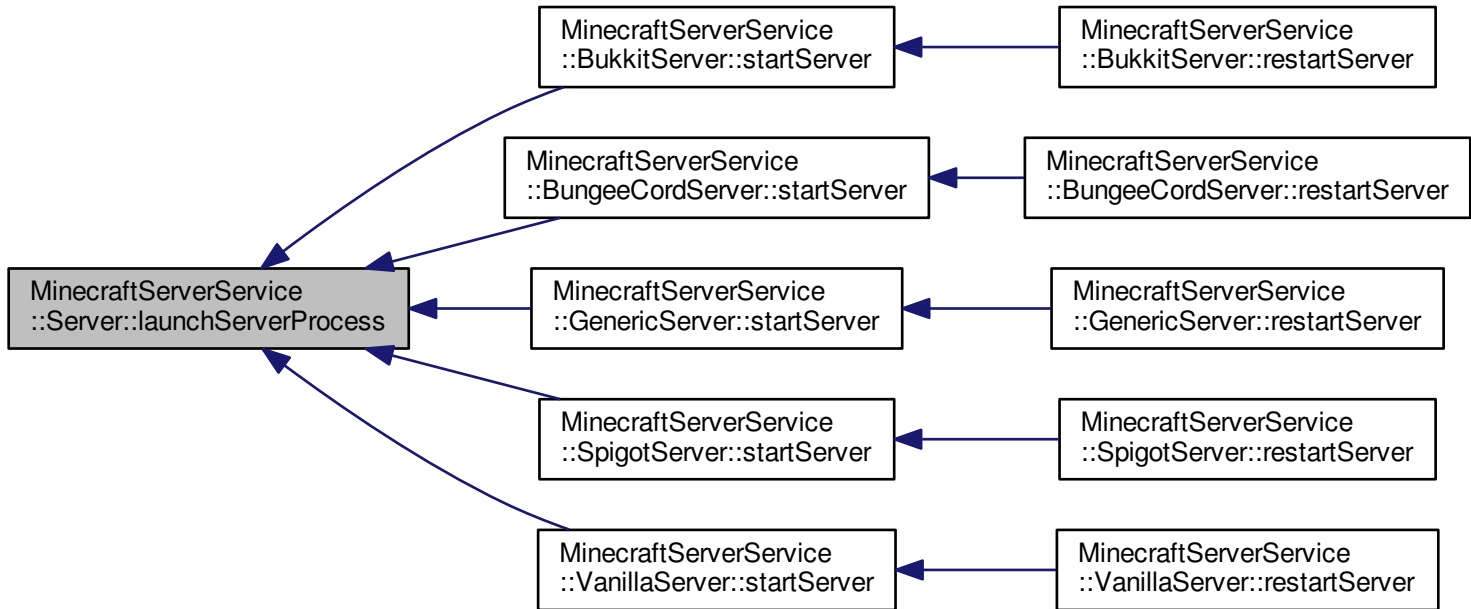 MinecraftServerService
::BukkitServer::startServer
MinecraftServerService
::BukkitServer::restartServer
MinecraftServerService
::BungeeCordServer::startServer
MinecraftServerService
::BungeeCordServer::restartServer
MinecraftServerService
::Server::launchServerProcess
MinecraftServerService
::GenericServer::startServer
MinecraftServerService
::GenericServer::restartServer
MinecraftServerService
::SpigotServer::startServer
MinecraftServerService
::SpigotServer::restartServer
MinecraftServerService
::VanillaServer::startServer
MinecraftServerService
::VanillaServer::restartServer